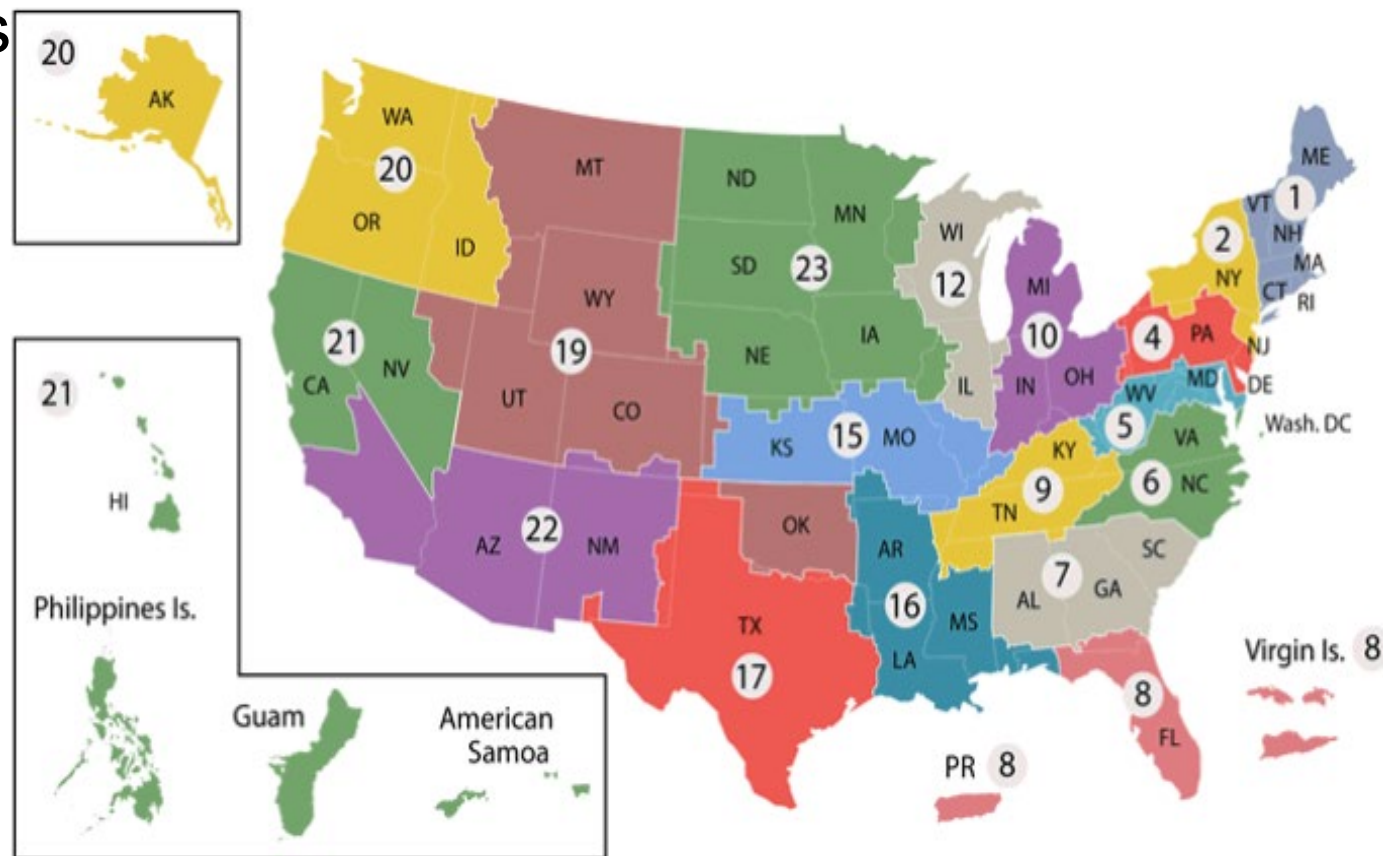 S
20
AK
WA
20
OR
ID
MT
ND
MN
SD
23
WI
12
MI
10
ME
VT
1
NH
MA
CT
RI
2
NY
4
PA
NJ
DE
MD
WV
Wash. DC
21
CA
NV
WY
19
UT
CO
NE
IA
IL
IN
OH
KS
15
MO
KY
5
VA
6
NC
9
TN
21
HI
Philippines Is.
Guam
American
Samoa
AZ
22
NM
OK
AR
16
MS
LA
TX
17
AL
7
GA
SC
8
FL
PR 8
Virgin Is. 8